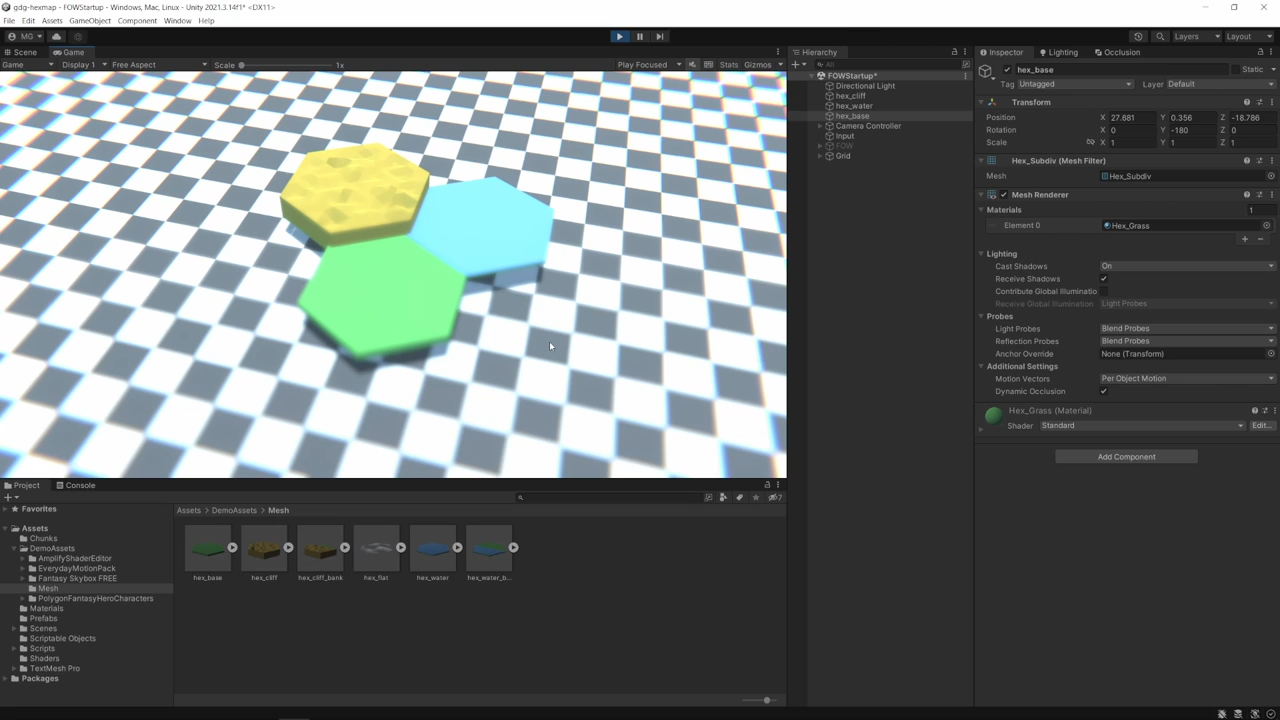 gdg-hexmap - FOWStartup - Windows, Mac, Linux - Unity 2021.3.14f1* <DX11>
File Edit Assets GameObject Component Window Help
MG Layers Layout
Scene Game
Game Display 1 Free Aspect Scale 1x Play Focused Stats Gizmos
Hierarchy
All
FOWStartup*
Directional Light
hex_cliff
hex_water
hex_base
Camera Controller
Input
FOW
Grid
Inspector Lighting Occlusion
hex_base Static
Tag Untagged Layer Default
Transform
Position X 27.681 Y 0.356 Z -18.786
Rotation X 0 Y -180 Z 0
Scale X 1 Y 1 Z 1
Hex_Subdiv (Mesh Filter)
Mesh Hex_Subdiv
Mesh Renderer
Materials 1
Element 0 Hex_Grass
Lighting
Cast Shadows On
Receive Shadows
Contribute Global Illuminatio
Receive Global Illumination Light Probes
Probes
Light Probes Blend Probes
Reflection Probes Blend Probes
Anchor Override None (Transform)
Additional Settings
Motion Vectors Per Object Motion
Dynamic Occlusion
Hex_Grass (Material)
Shader Standard Edit...
Add Component
Project Console
7
Favorites
Assets
Chunks
DemoAssets
AmplifyShaderEditor
EverydayMotionPack
Fantasy Skybox FREE
Mesh
PolygonFantasyHeroCharacters
Materials
Prefabs
Scenes
Scriptable Objects
Scripts
Shaders
TextMesh Pro
Packages
Assets > DemoAssets > Mesh
hex_base hex_cliff hex_cliff_bank hex_flat hex_water hex_water_b...